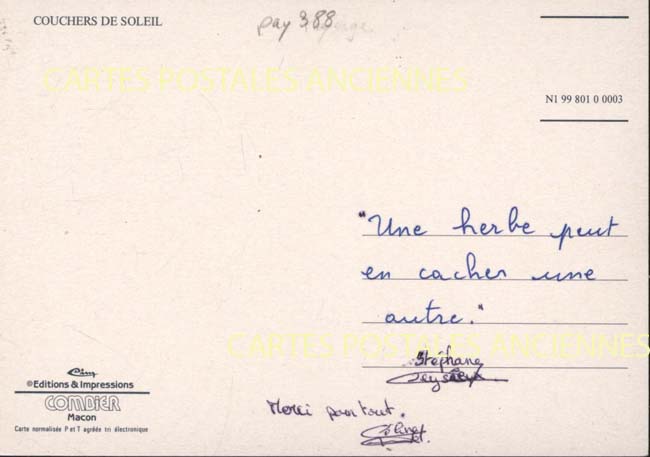 COUCHERS DE SOLEIL
pay 388
CARTES POSTALES ANCIENNES
N1 99 801 0 0003
"Une herbe peut
en cacher une
autre."
CARTES POSTALES ANCIENNES
Stéphane
Cim
©Editions & Impressions
COMBIER
Macon
Carte normalisée P et T agréée tri électronique
Merci pour tout.